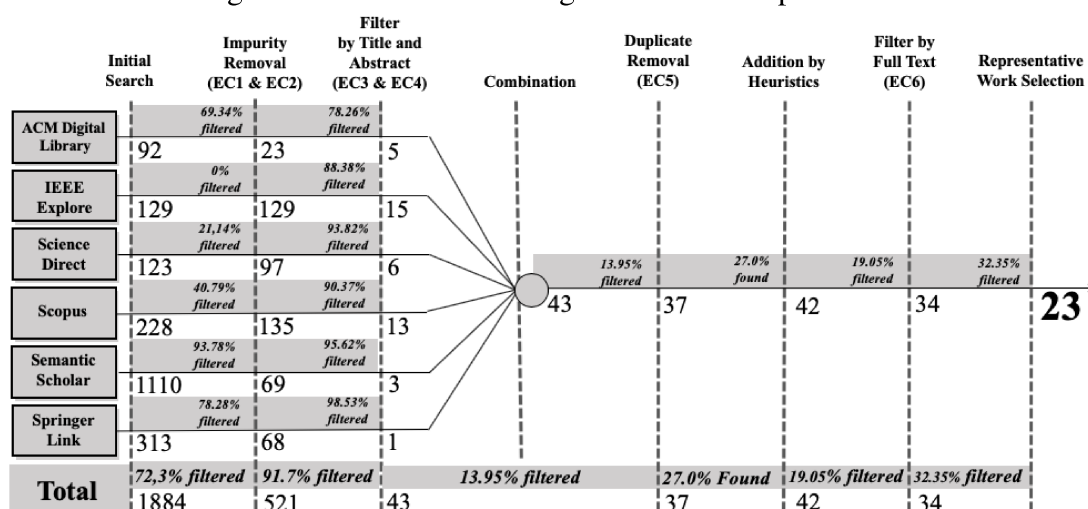 Filter
Impurity by Title and Duplicate Filter by
Initial Removal Abstract Removal Addition by Full Text Representative
Search (EC1 & EC2) (EC3 & EC4) Combination (EC5) Heuristics (EC6) Work Selection
69.34% 78.26%
ACM Digital filtered filtered
Library 92 23 5
0% 88.38%
IEEE filtered filtered
Explore 129 129 15
21,14% 93.82%
Science filtered filtered
Direct 123 97 6
13.95% 27.0% 19.05% 32.35%
filtered found filtered filtered
40.79% 90.37%
Scopus filtered filtered
43 37 42 34 23
228 135 13
93.78% 95.62%
Semantic filtered filtered
Scholar 1110 69 3
78.28% 98.53%
Springer filtered filtered
Link 313 68 1
72,3% filtered 91.7% filtered 13.95% filtered 27.0% Found 19.05% filtered 32.35% filtered
Total 1884 521 43 37 42 34